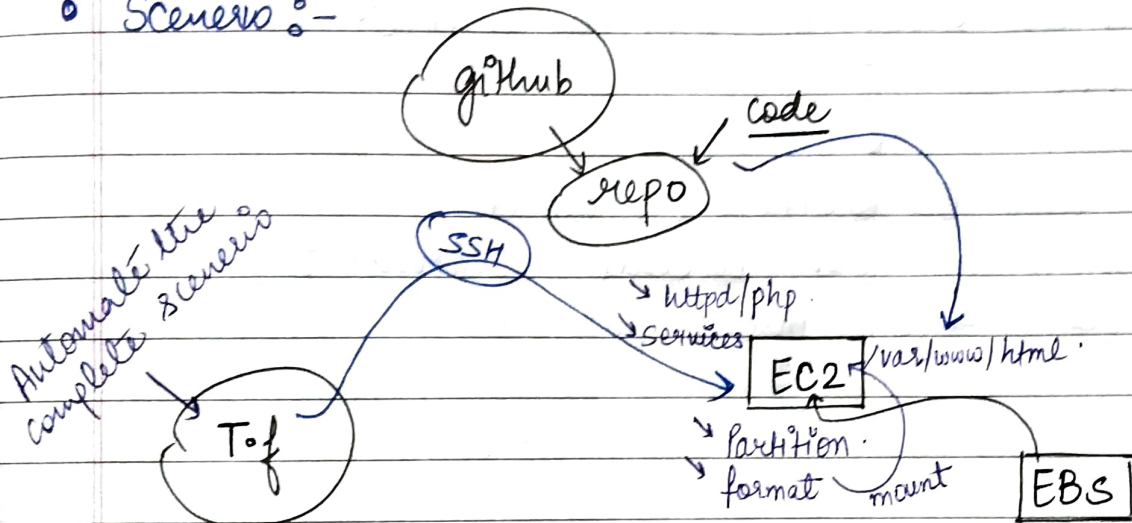 • Scenerio :-
github
code
repo
SSH
Automate the
complete scenerio
httpd/php.
services
/var/www/html.
EC2
T.f
Partition.
format
mount
EBS